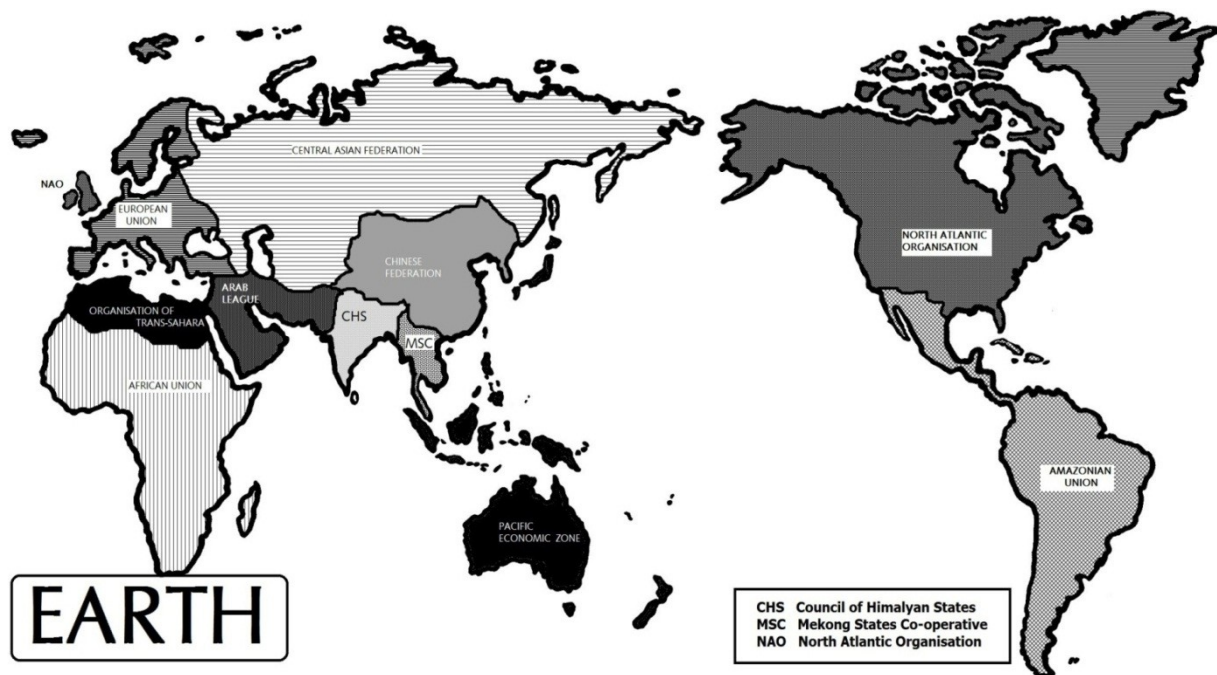 CENTRAL ASIAN FEDERATION
NAO
EUROPEAN
UNION
CHINESE
FEDERATION
ARAB
LEAGUE
ORGANISATION OF
TRANS-SAHARA
CHS
MSC
AFRICAN UNION
PACIFIC
ECONOMIC ZONE
NORTH ATLANTIC
ORGANISATION
AMAZONIAN
UNION
EARTH
CHS Council of Himalyan States
MSC Mekong States Co-operative
NAO North Atlantic Organisation